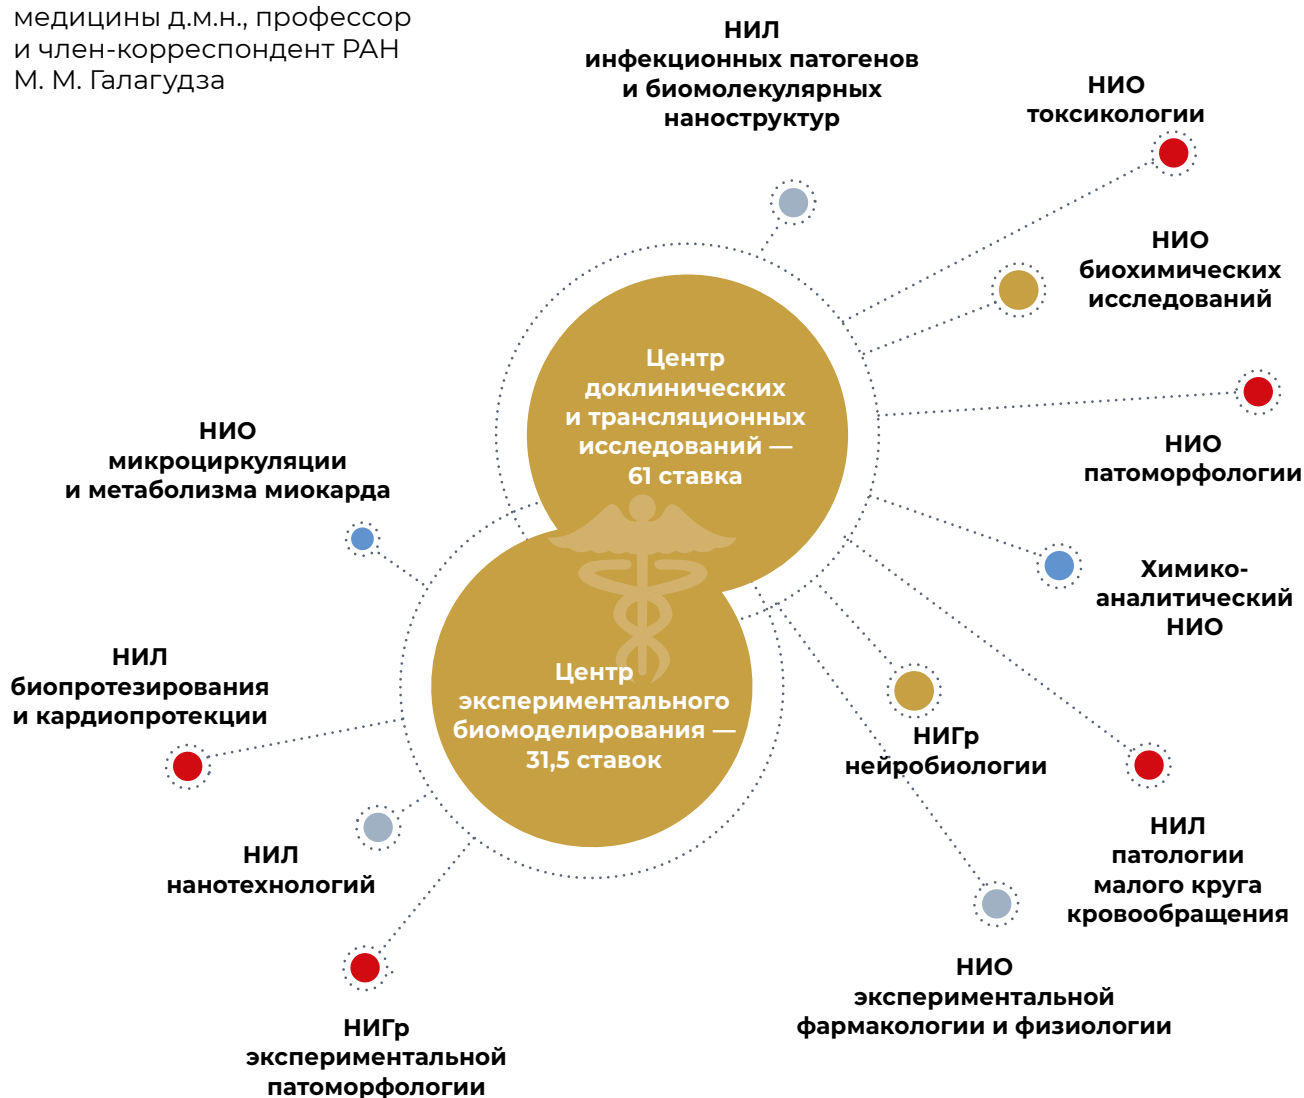 медицины д.м.н., профессор
и член-корреспондент РАН
М. М. Галагудза
НИЛ
инфекционных патогенов
и биомолекулярных
наноструктур
НИО
токсикологии
НИО
биохимических
исследований
Центр
доклинических
и трансляционных
исследований —
61 ставка
НИО
патоморфологии
НИО
микроциркуляции
и метаболизма миокарда
Химико-
аналитический
НИО
НИЛ
биопротезирования
и кардиопротекции
Центр
экспериментального
биомоделирования —
31,5 ставок
НИГр
нейробиологии
НИЛ
патологии
малого круга
кровообращения
НИЛ
нанотехнологий
НИО
экспериментальной
фармакологии и физиологии
НИГр
экспериментальной
патоморфологии